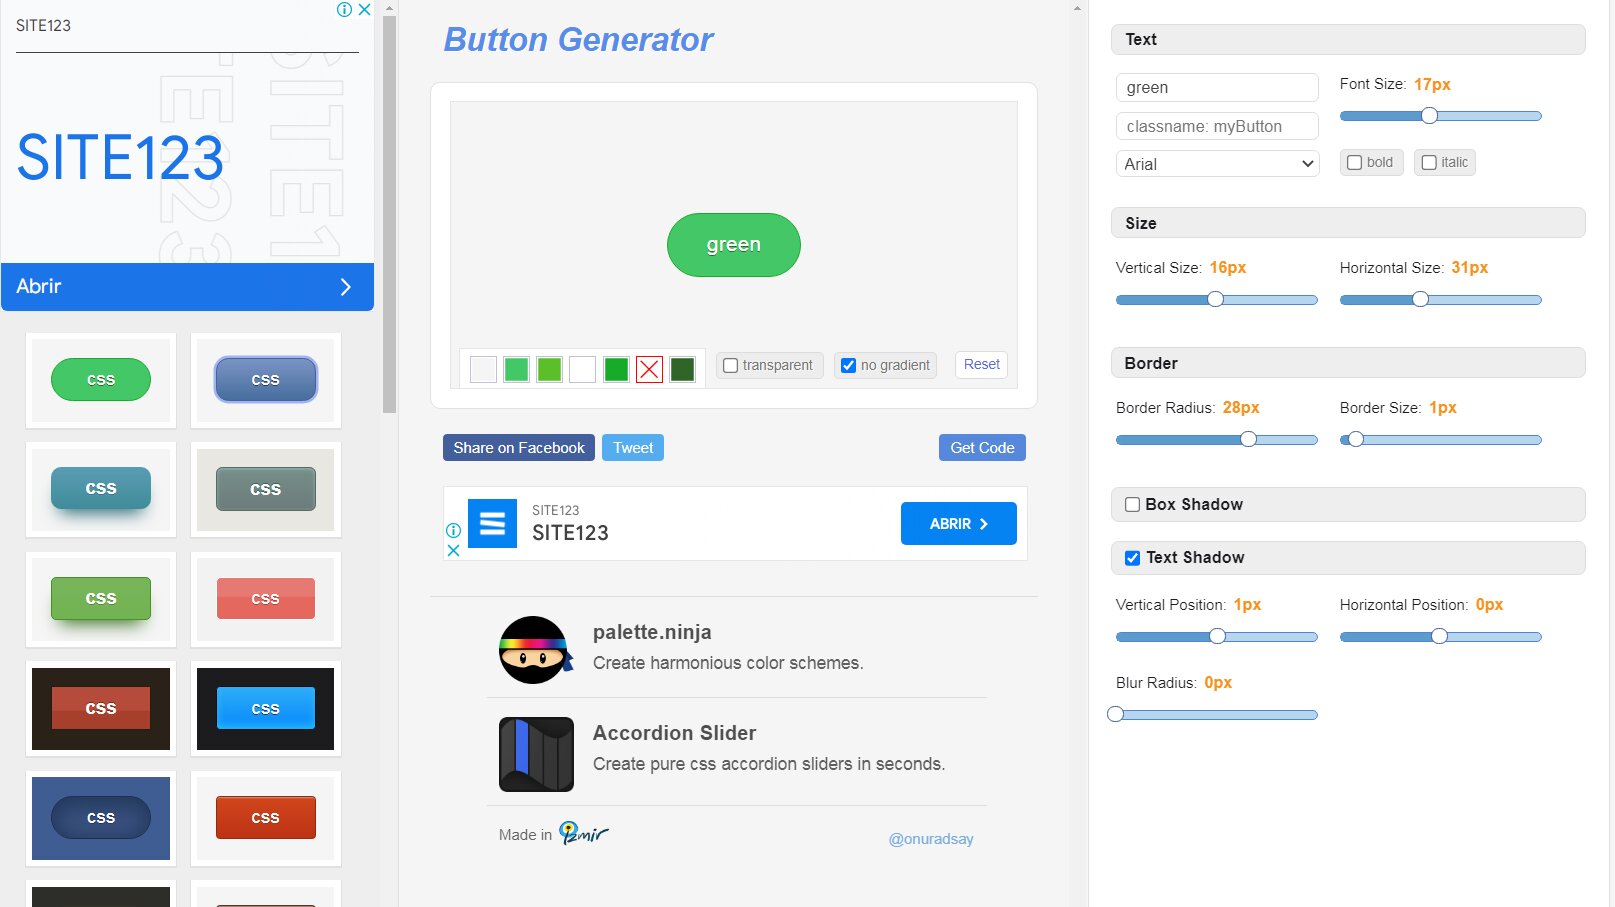 SITE123
SITE123
SITE123
SITE123
Abrir
css
css
css
css
css
css
css
css
css
css
Button Generator
green
transparent
no gradient
Reset
Share on Facebook
Tweet
Get Code
SITE123
SITE123
ABRIR
palette.ninja
Create harmonious color schemes.
Accordion Slider
Create pure css accordion sliders in seconds.
Made in izmir
@onuradsay
Text
green
classname: myButton
Arial
Font Size: 17px
bold
italic
Size
Vertical Size: 16px
Horizontal Size: 31px
Border
Border Radius: 28px
Border Size: 1px
Box Shadow
Text Shadow
Vertical Position: 1px
Horizontal Position: 0px
Blur Radius: 0px